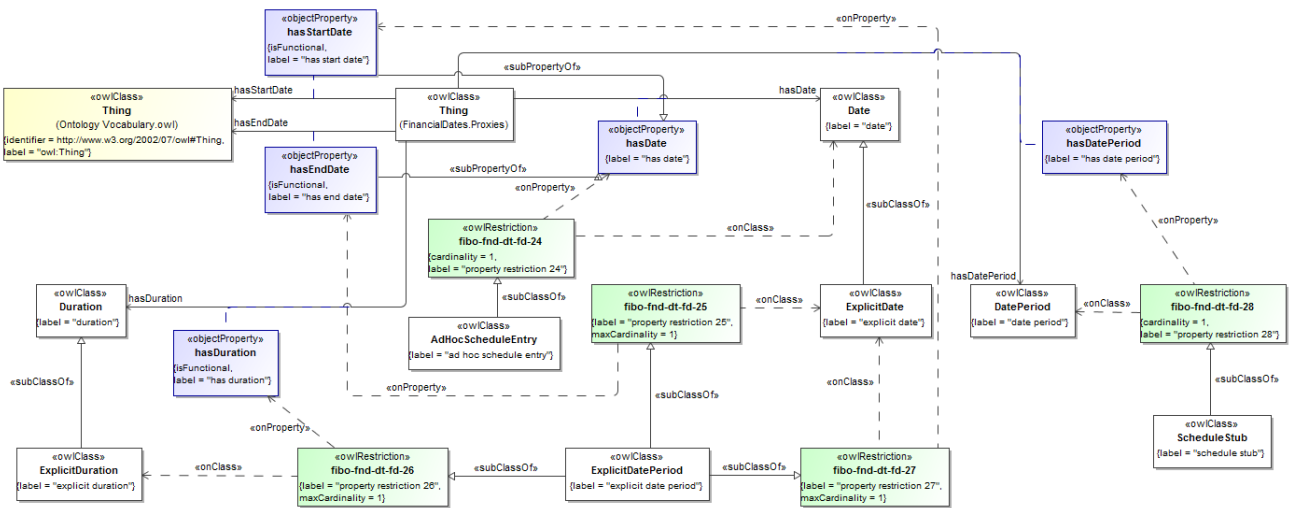 «objectProperty»
hasStartDate
{isFunctional,
label = "has start date"}
«onProperty»
«subPropertyOf»
«owlClass»
Thing
(Ontology Vocabulary.owl)
{identifier = http://www.w3.org/2002/07/owl#Thing,
label = "owl:Thing"}
hasStartDate
hasEndDate
«owlClass»
Thing
(FinancialDates.Proxies)
hasDate
«owlClass»
Date
{label = "date"}
«objectProperty»
hasDate
{label = "has date"}
«objectProperty»
hasDatePeriod
{label = "has date period"}
«objectProperty»
hasEndDate
{isFunctional,
label = "has end date"}
«subPropertyOf»
«onProperty»
«subClassOf»
«onProperty»
«owlRestriction»
fibo-fnd-dt-fd-24
{cardinality = 1,
label = "property restriction 24"}
«onClass»
hasDatePeriod
«owlClass»
Duration
{label = "duration"}
hasDuration
«subClassOf»
«owlRestriction»
fibo-fnd-dt-fd-25
{label = "property restriction 25",
maxCardinality = 1}
«onClass»
«owlClass»
ExplicitDate
{label = "explicit date"}
«owlClass»
DatePeriod
{label = "date period"}
«onClass»
«owlRestriction»
fibo-fnd-dt-fd-28
{cardinality = 1,
label = "property restriction 28"}
«objectProperty»
hasDuration
{isFunctional,
label = "has duration"}
«owlClass»
AdHocScheduleEntry
{label = "ad hoc schedule entry"}
«subClassOf»
«onProperty»
«subClassOf»
«onClass»
«subClassOf»
«onProperty»
«owlClass»
ScheduleStub
{label = "schedule stub"}
«owlClass»
ExplicitDuration
{label = "explicit duration"}
«onClass»
«owlRestriction»
fibo-fnd-dt-fd-26
{label = "property restriction 26",
maxCardinality = 1}
«subClassOf»
«owlClass»
ExplicitDatePeriod
{label = "explicit date period"}
«subClassOf»
«owlRestriction»
fibo-fnd-dt-fd-27
{label = "property restriction 27",
maxCardinality = 1}